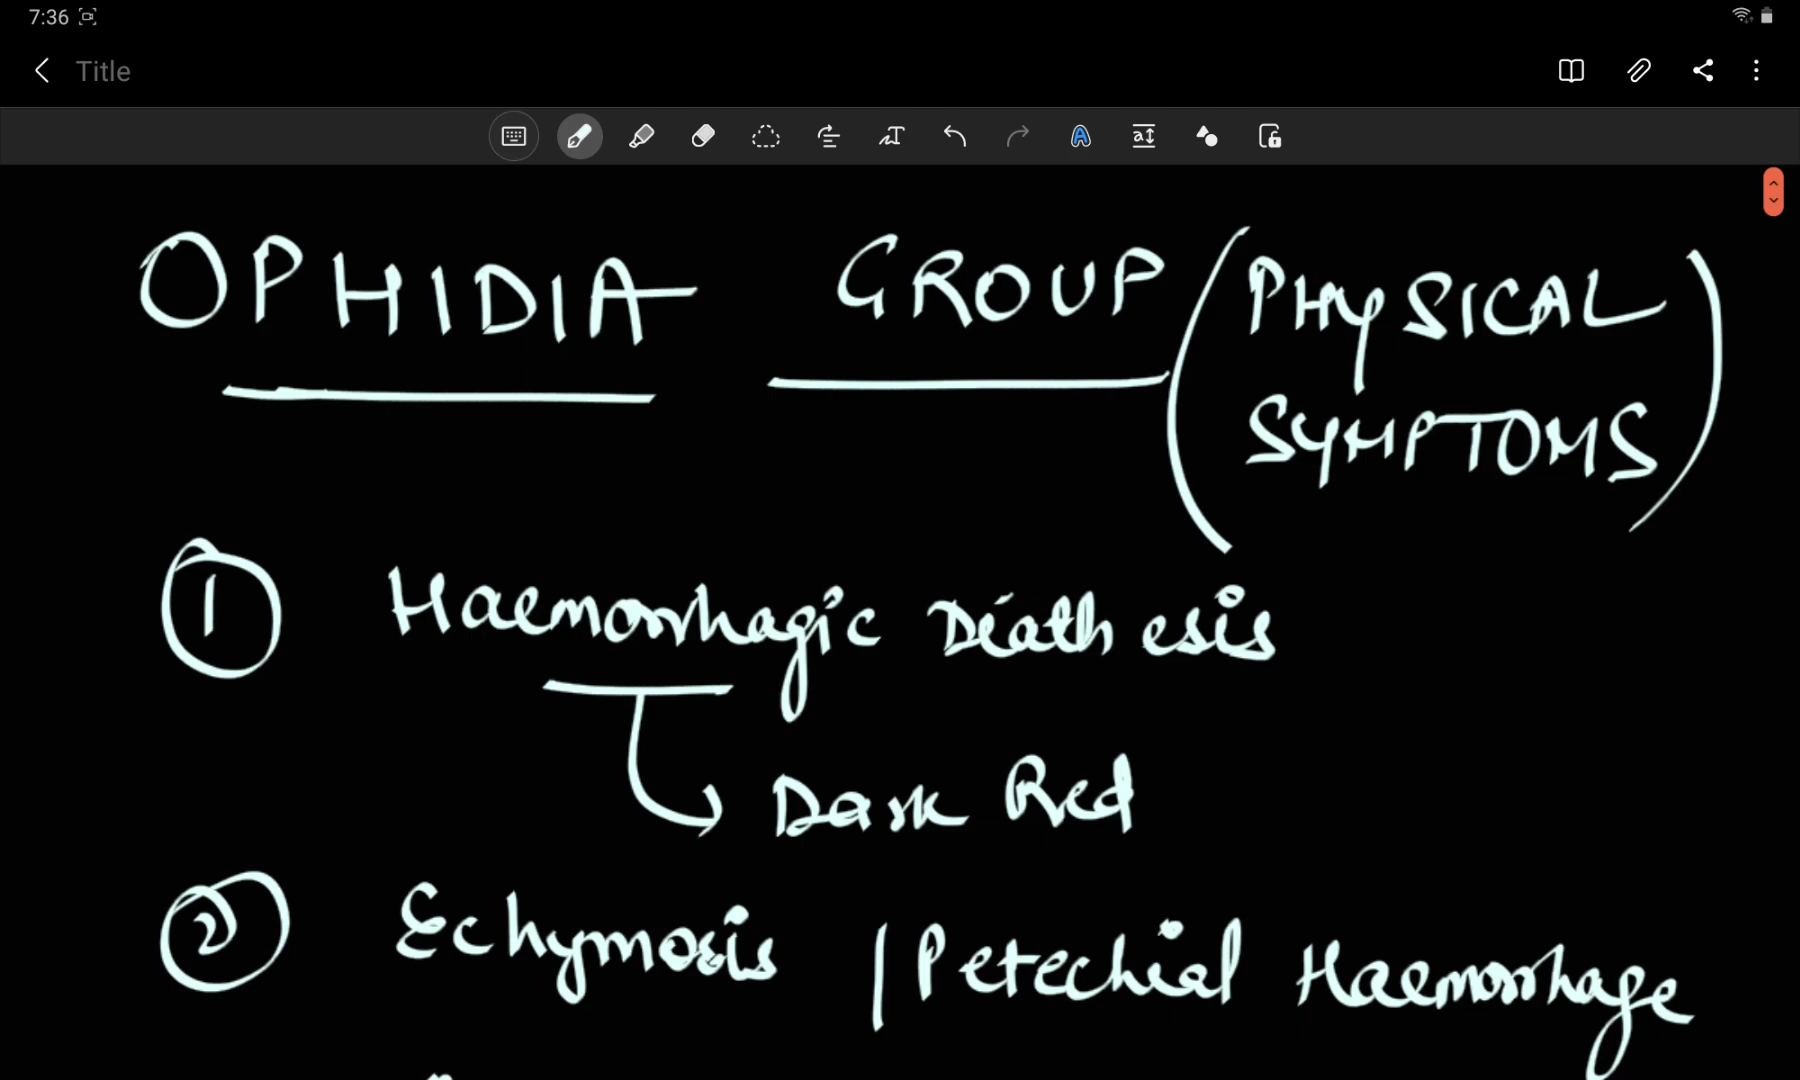 7:36
Title
OPHIDIA GROUP (PHYSICAL
SYMPTOMS)
1 Haemorrhagic Diathesis
Dark Red
2 Echymosis / Petechial Haemorrhage